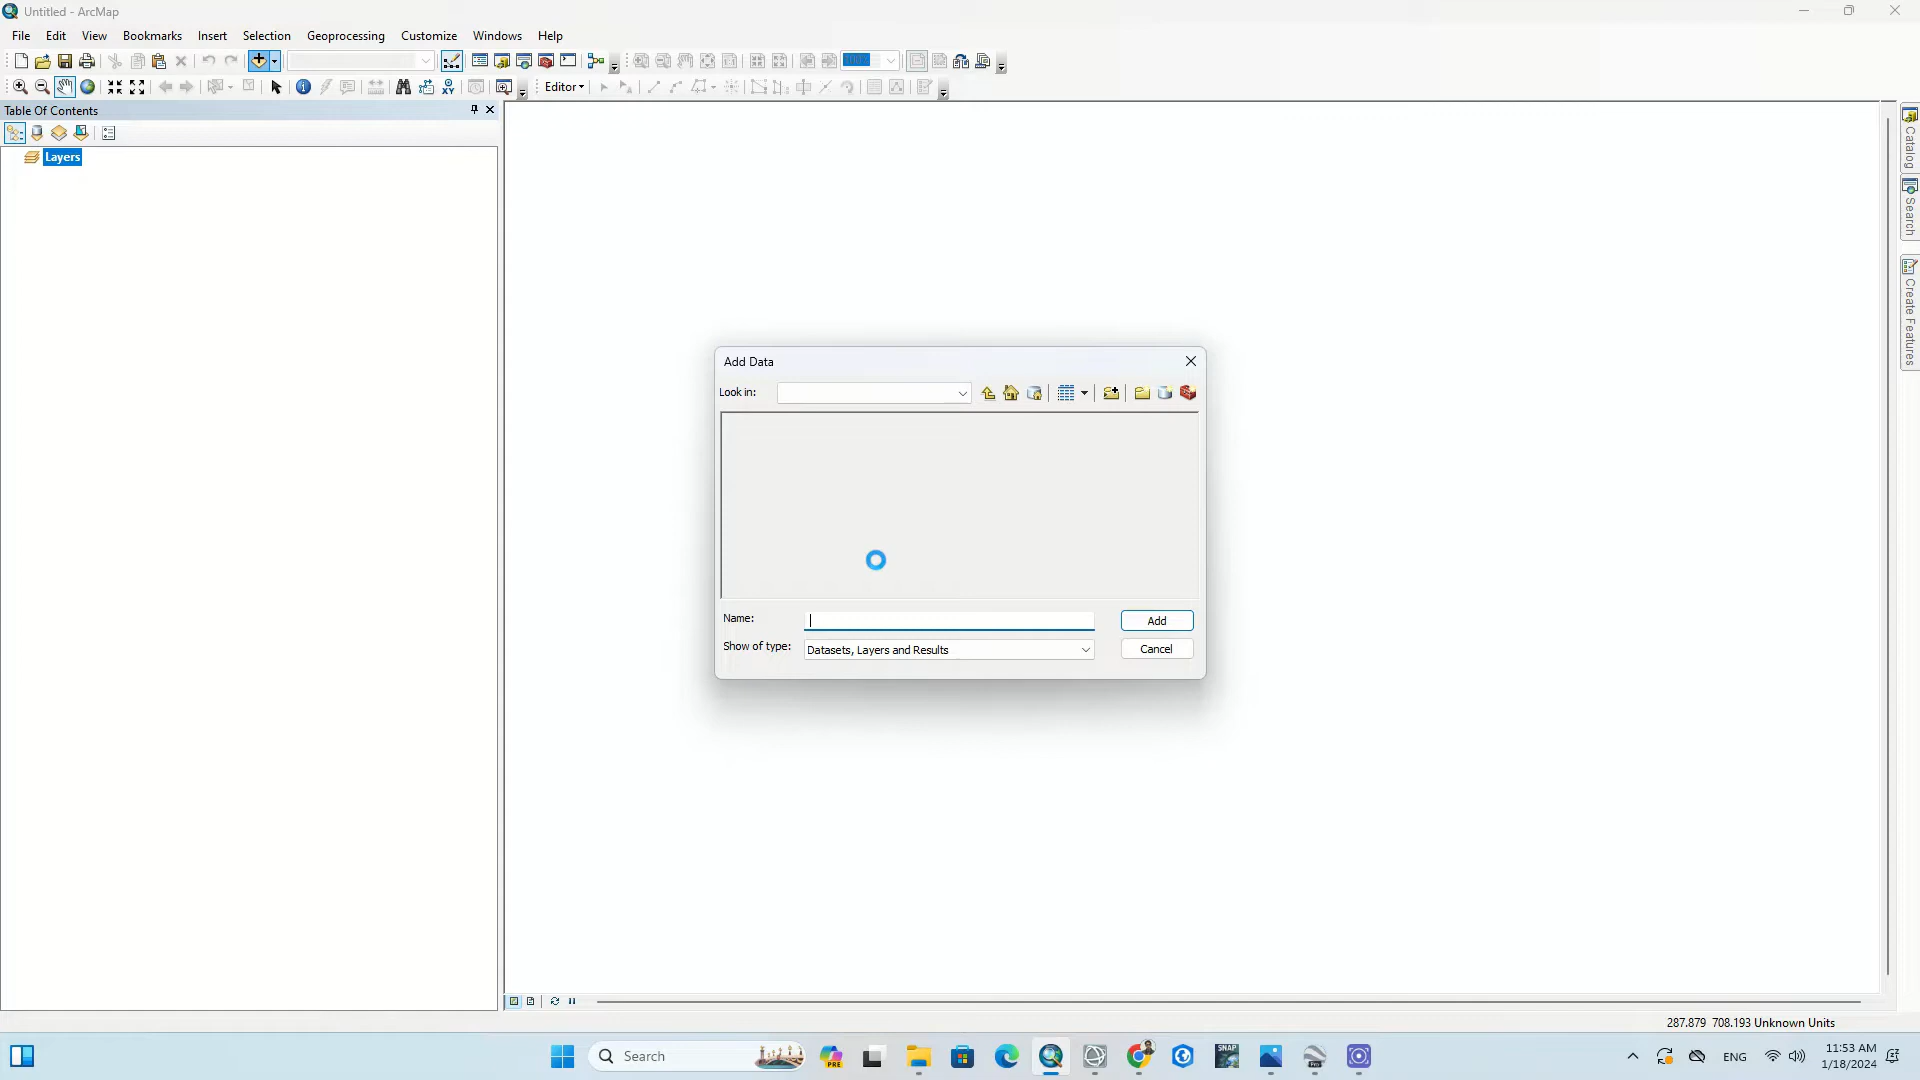 Untitled - ArcMap
File Edit View Bookmarks Insert Selection Geoprocessing Customize Windows Help
Editor
Table Of Contents
Layers
Catalog
Search
Create Features
Add Data
Look in:
Name:
Add
Show of type: Datasets, Layers and Results
Cancel
287.879 708.193 Unknown Units
Search
PRE
SNAP
ENG
11:53 AM
1/18/2024